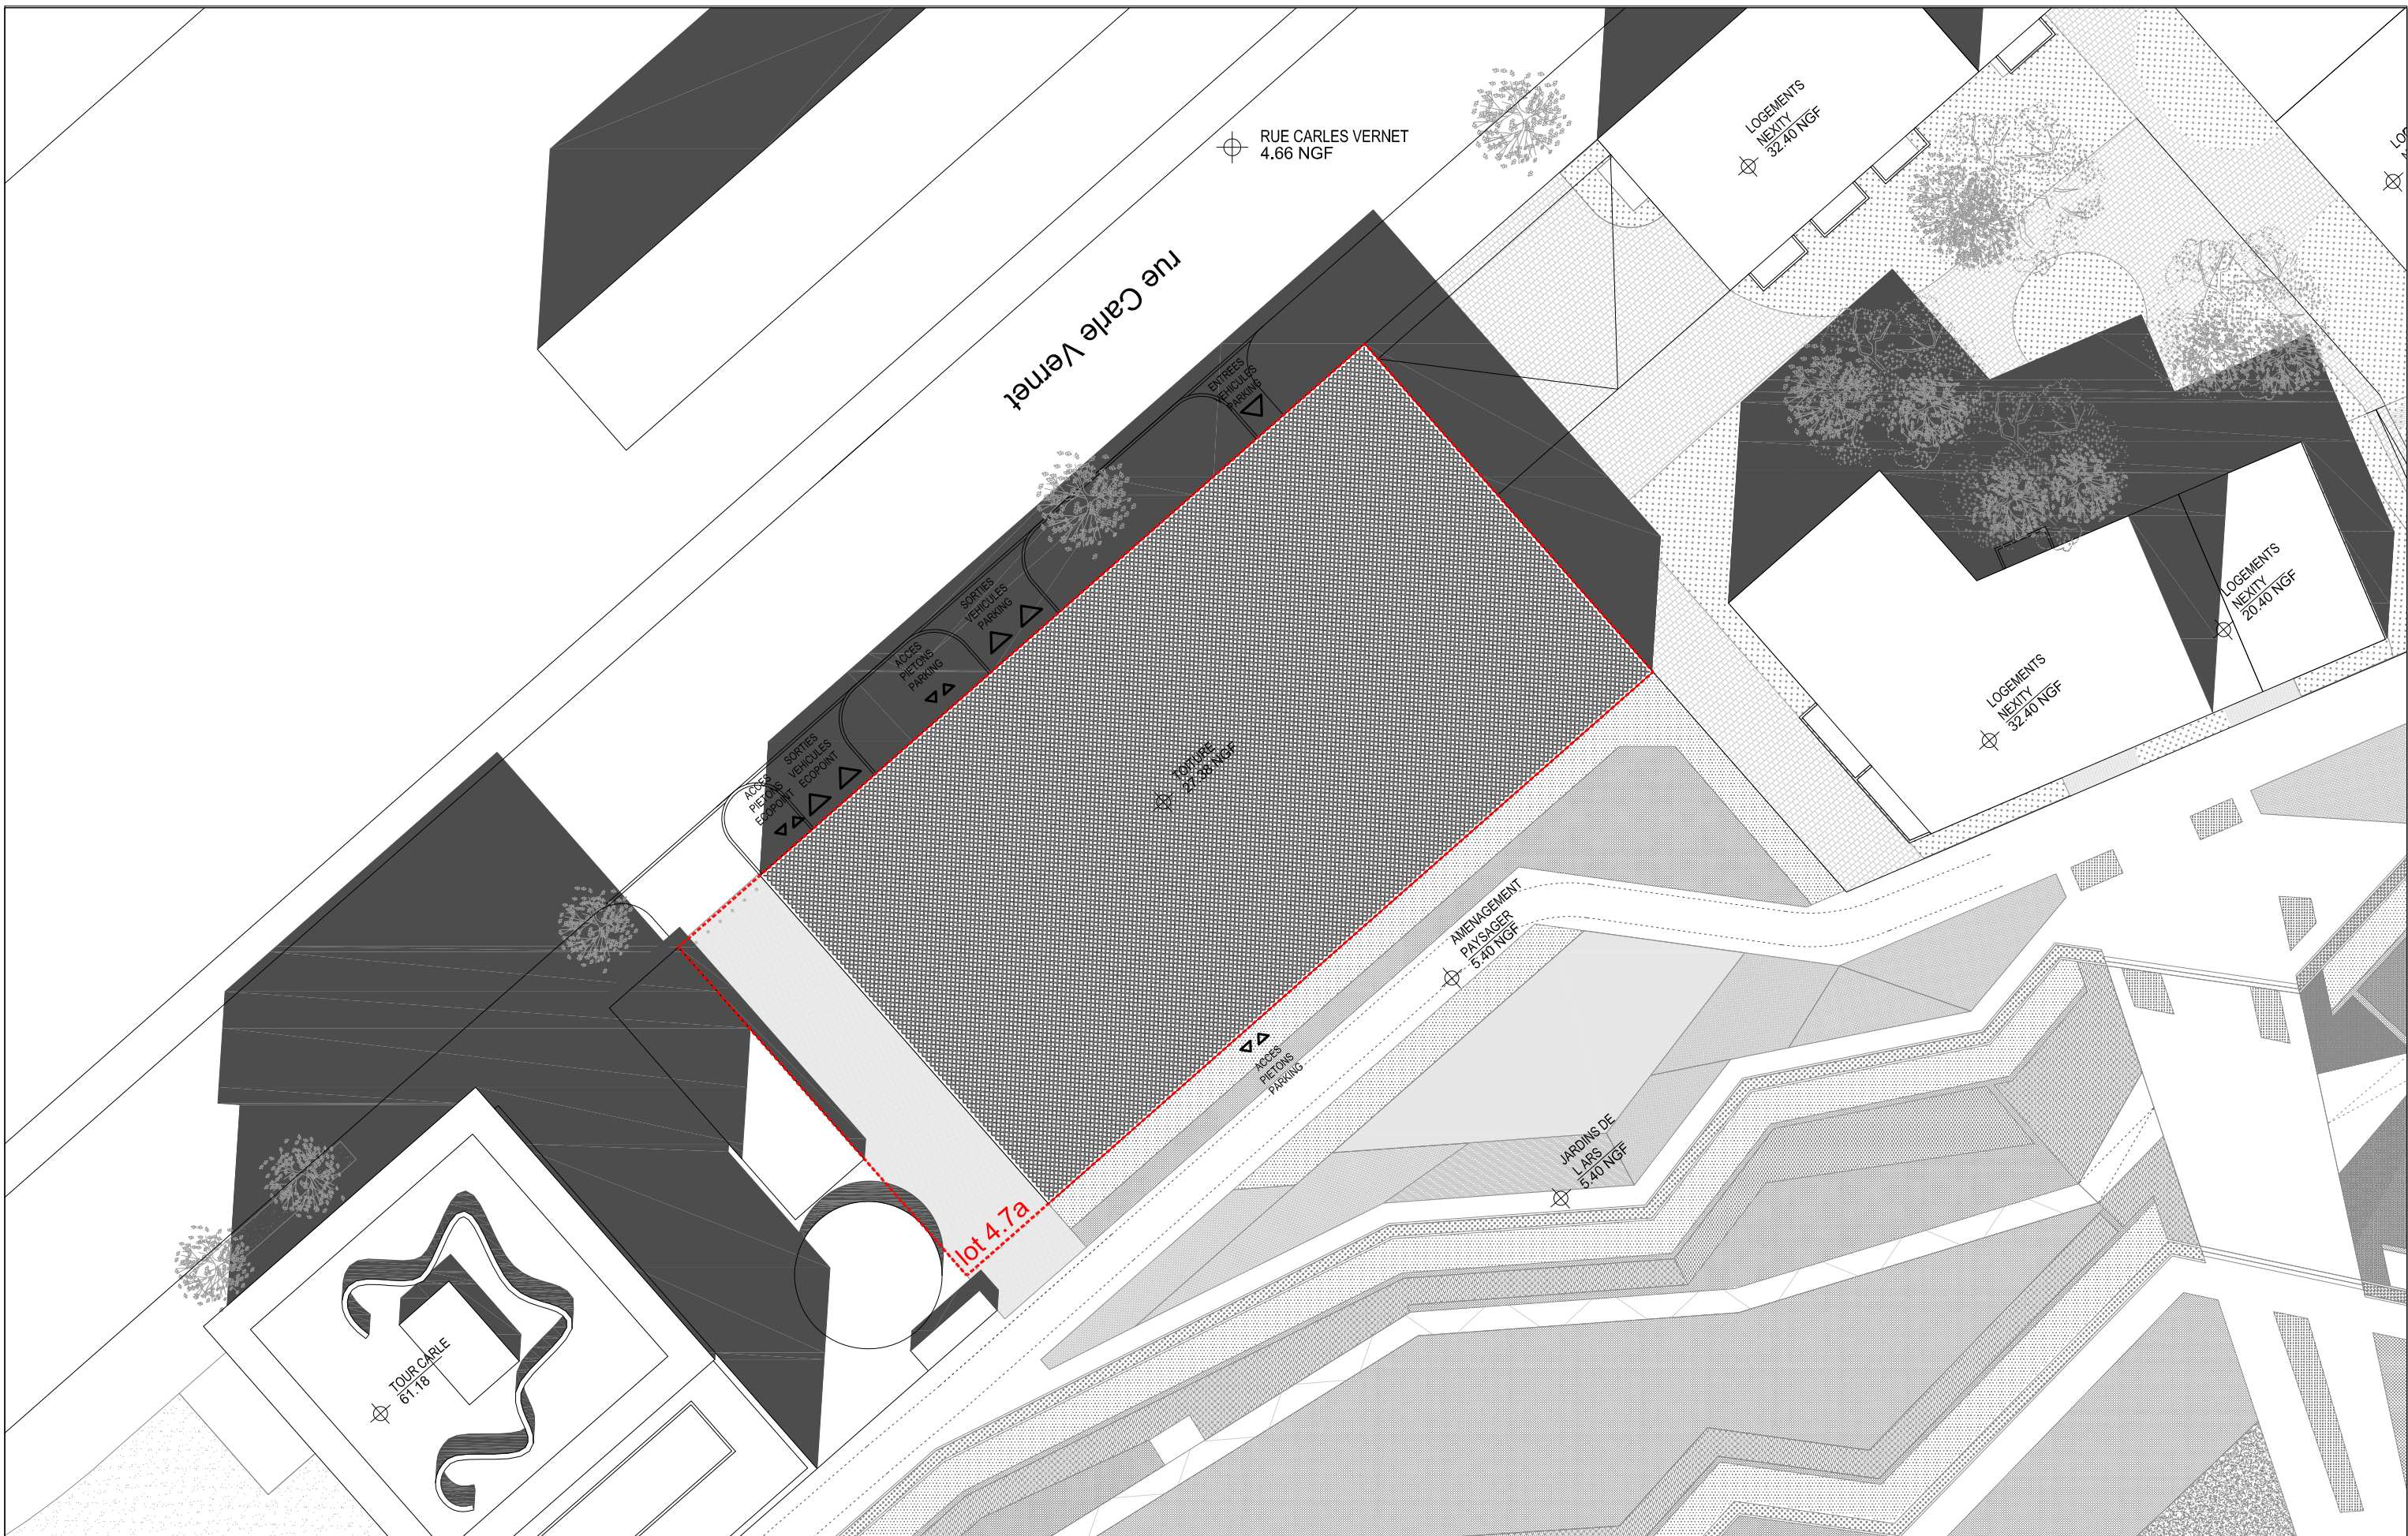 RUE CARLES VERNET
4.66 NGF
LOGEMENTS
NEXITY
32.40 NGF
rue Carle Vernet
ENTREES
VEHICULES
PARKING
SORTIES
VEHICULES
PARKING
ACCES
PIETONS
PARKING
SORTIES
VEHICULES
ECOPOINT
ACCES
PIETONS
ECOPOINT
TOITURE
27.38 NGF
LOGEMENTS
NEXITY
20.40 NGF
LOGEMENTS
NEXITY
32.40 NGF
AMENAGEMENT
PAYSAGER
5.40 NGF
ACCES
PIETONS
PARKING
JARDINS DE
L ARS
5.40 NGF
lot 4.7a
TOUR CARLE
61.18